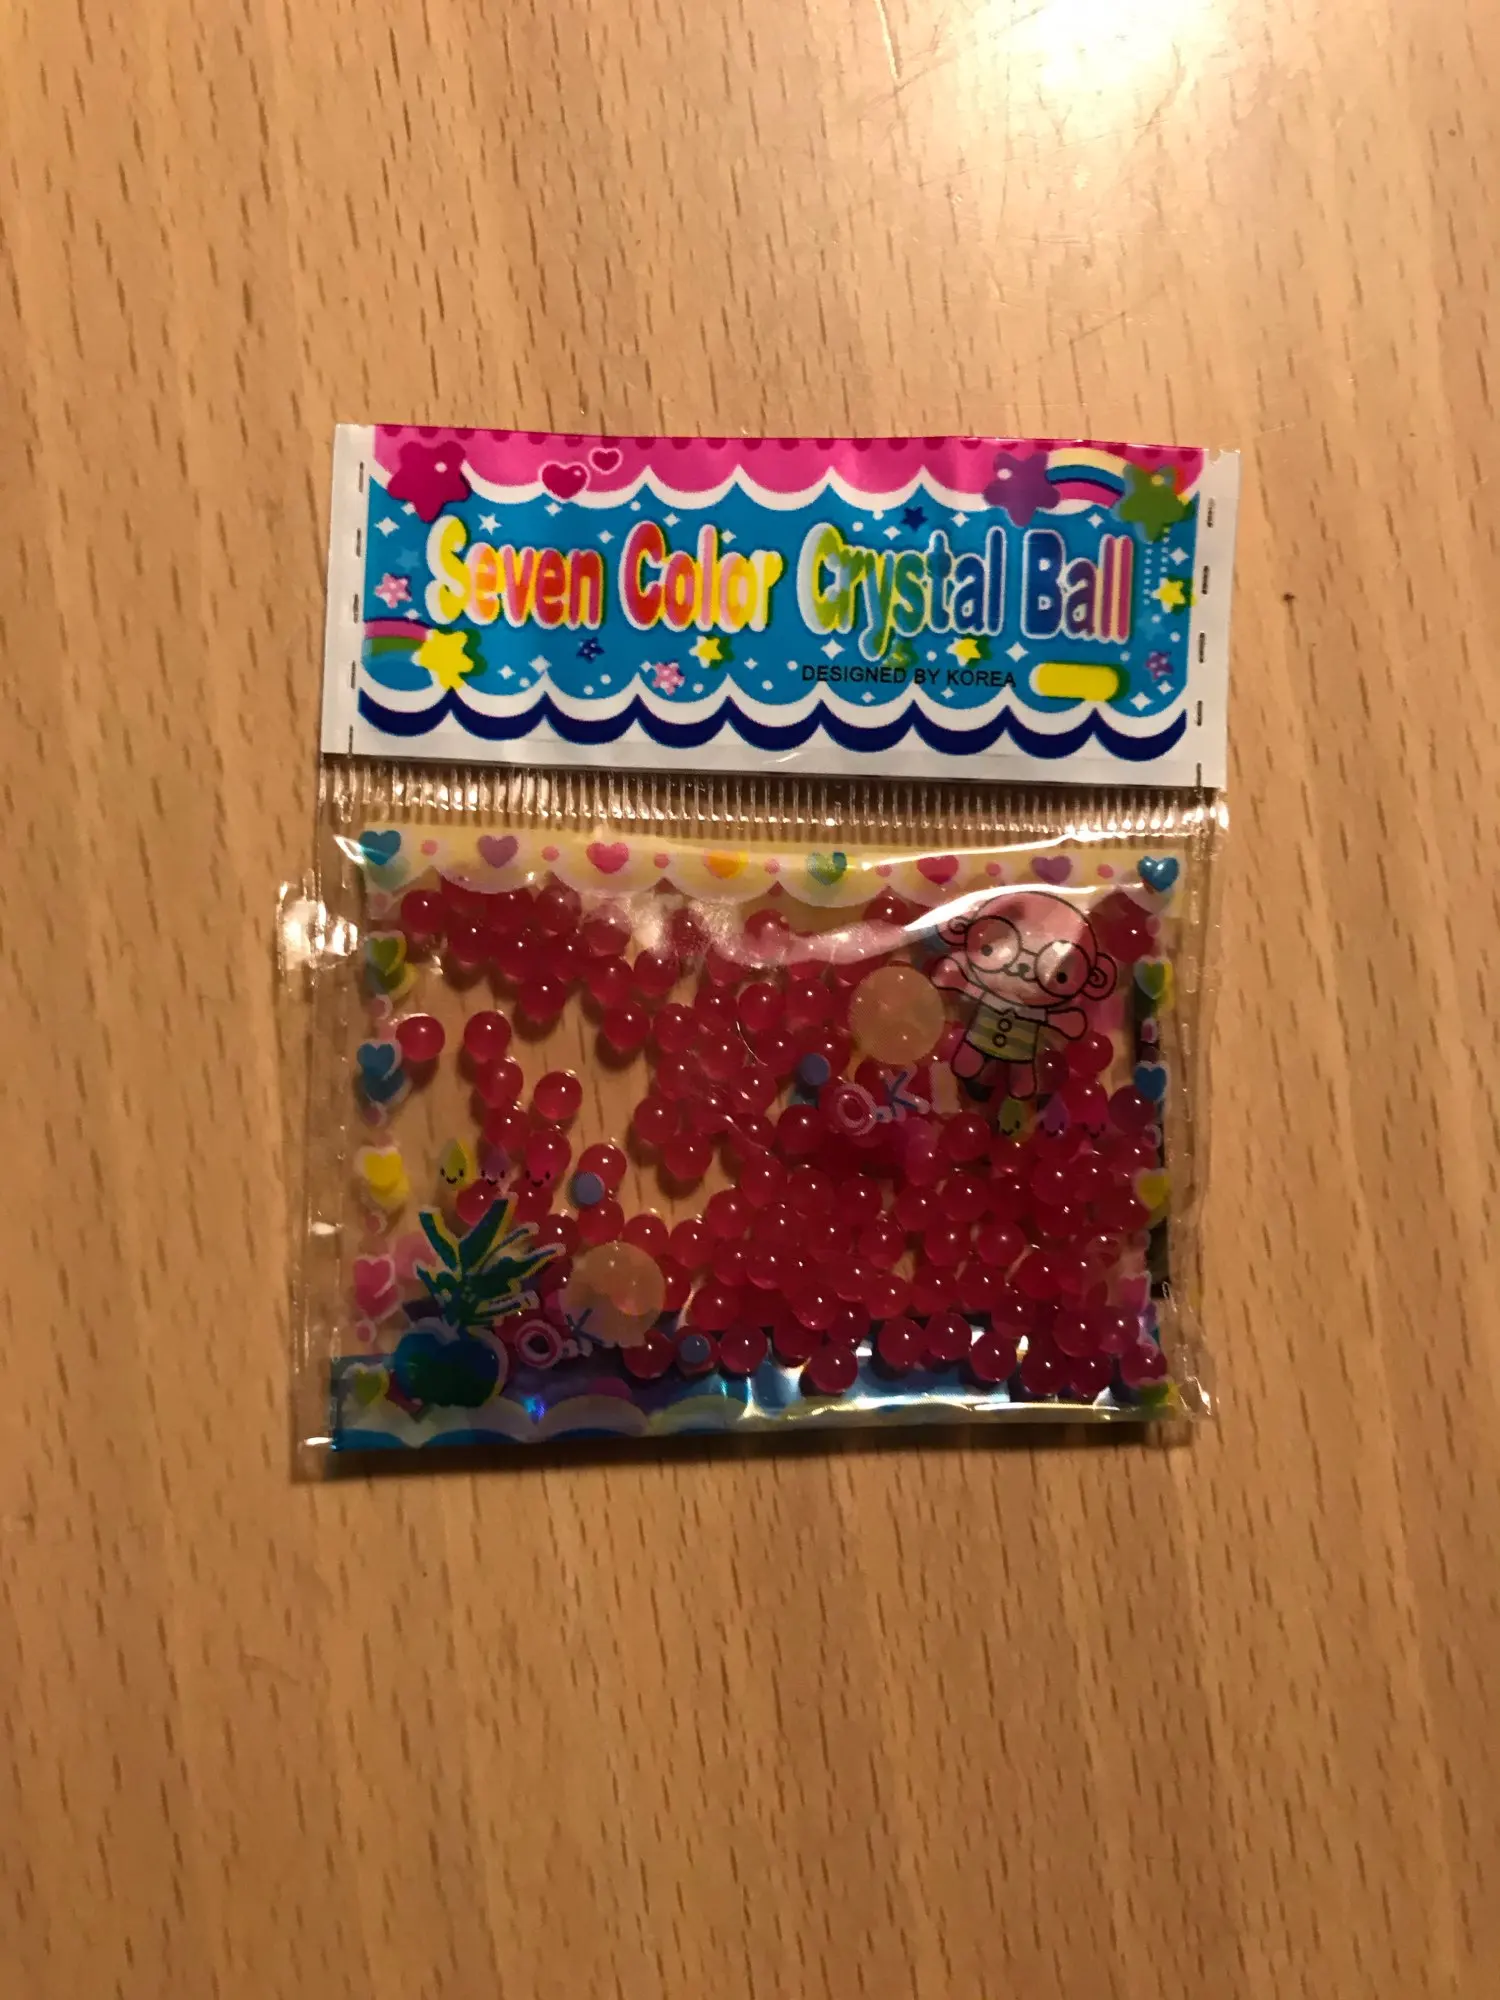 Seven Color Crystal Ball
DESIGNED BY KOREA
O.K.
O.K